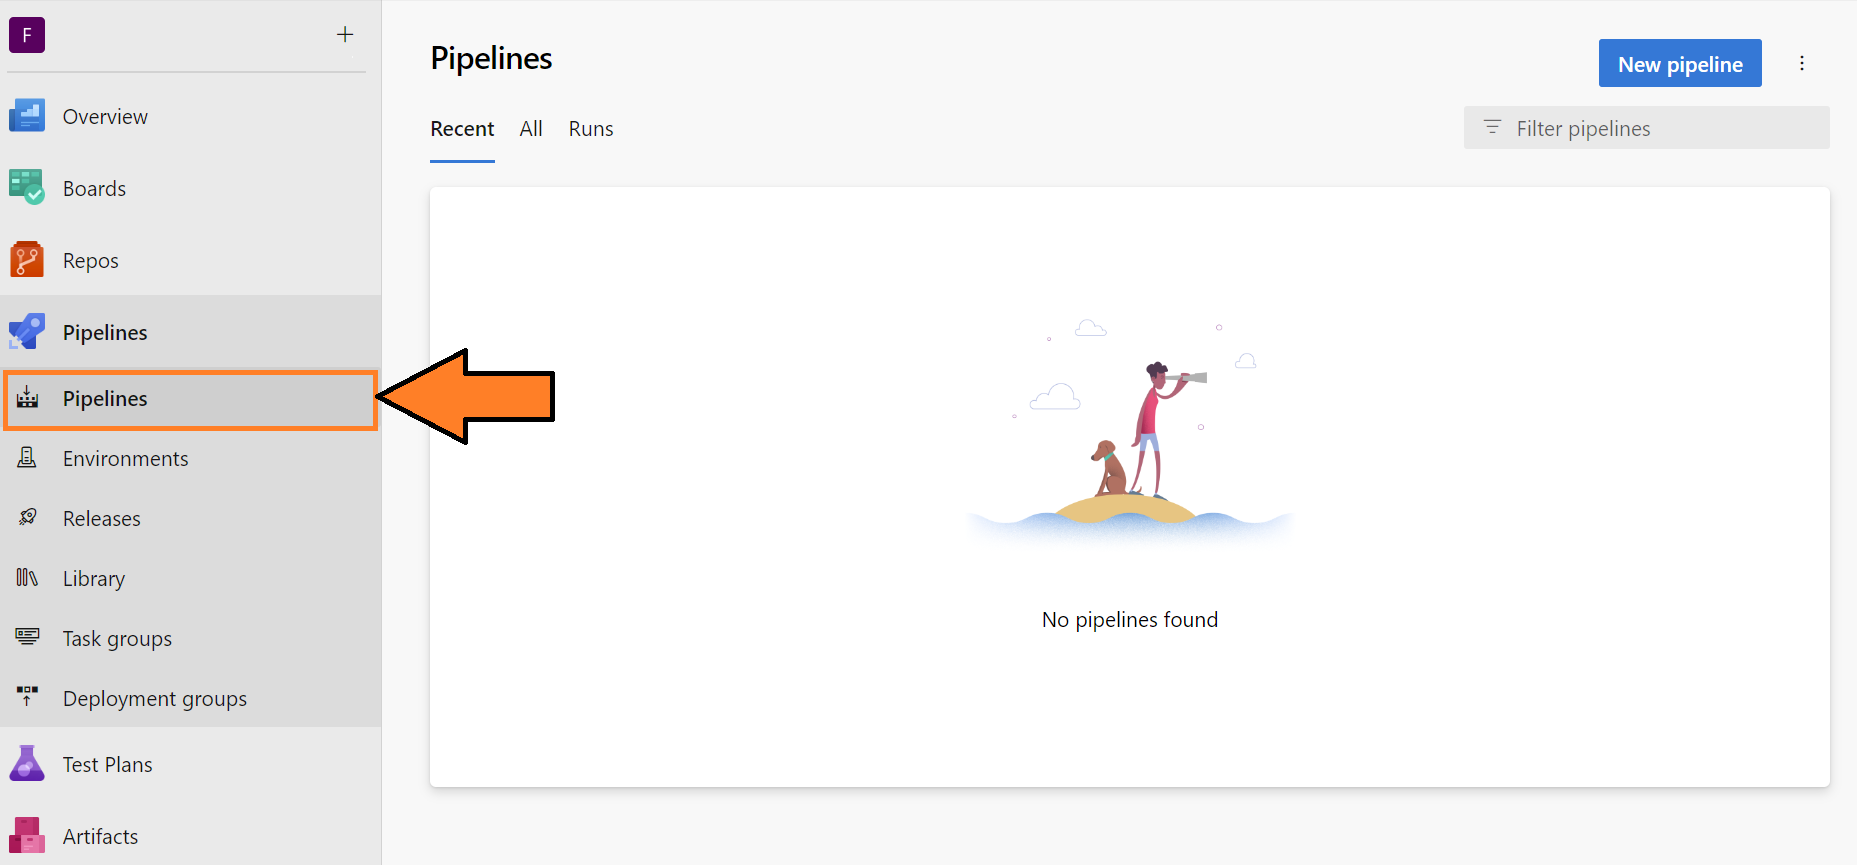 F
+
Overview
Boards
Repos
Pipelines
Pipelines
Environments
Releases
Library
Task groups
Deployment groups
Test Plans
Artifacts
Pipelines
New pipeline
Recent All Runs
Filter pipelines
No pipelines found